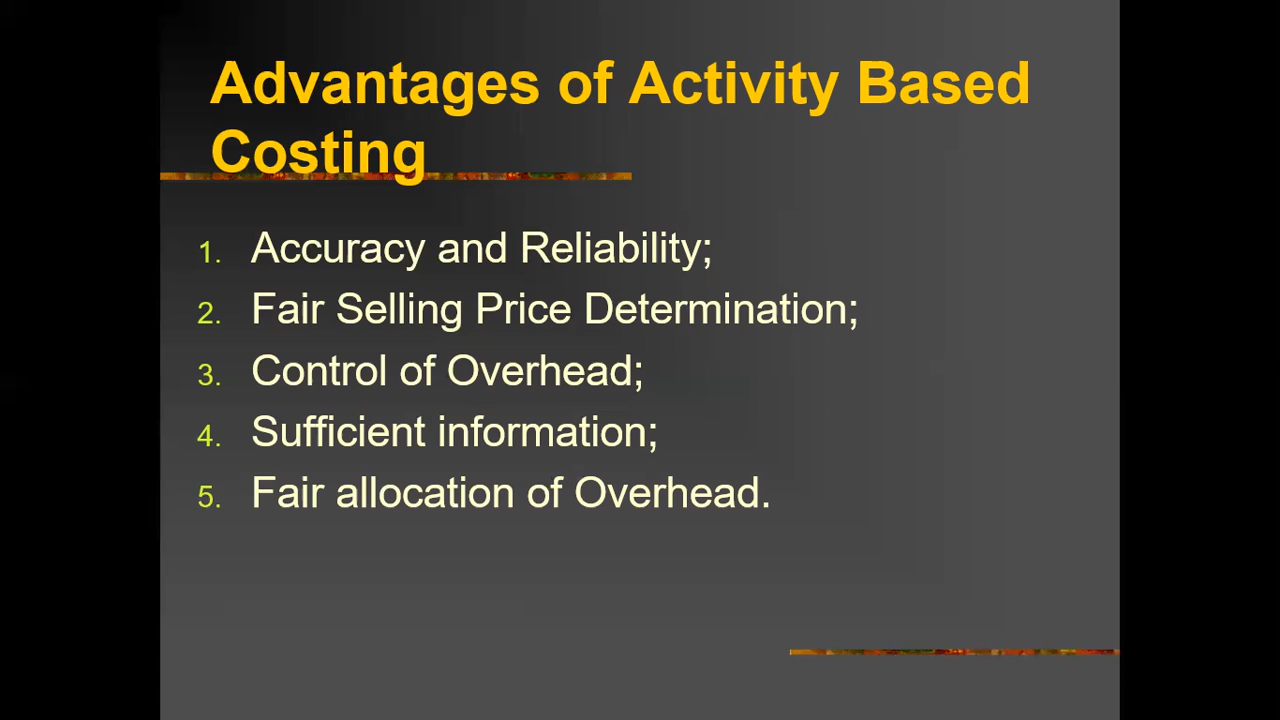 Advantages of Activity Based
Costing
1. Accuracy and Reliability;
2. Fair Selling Price Determination;
3. Control of Overhead;
4. Sufficient information;
5. Fair allocation of Overhead.